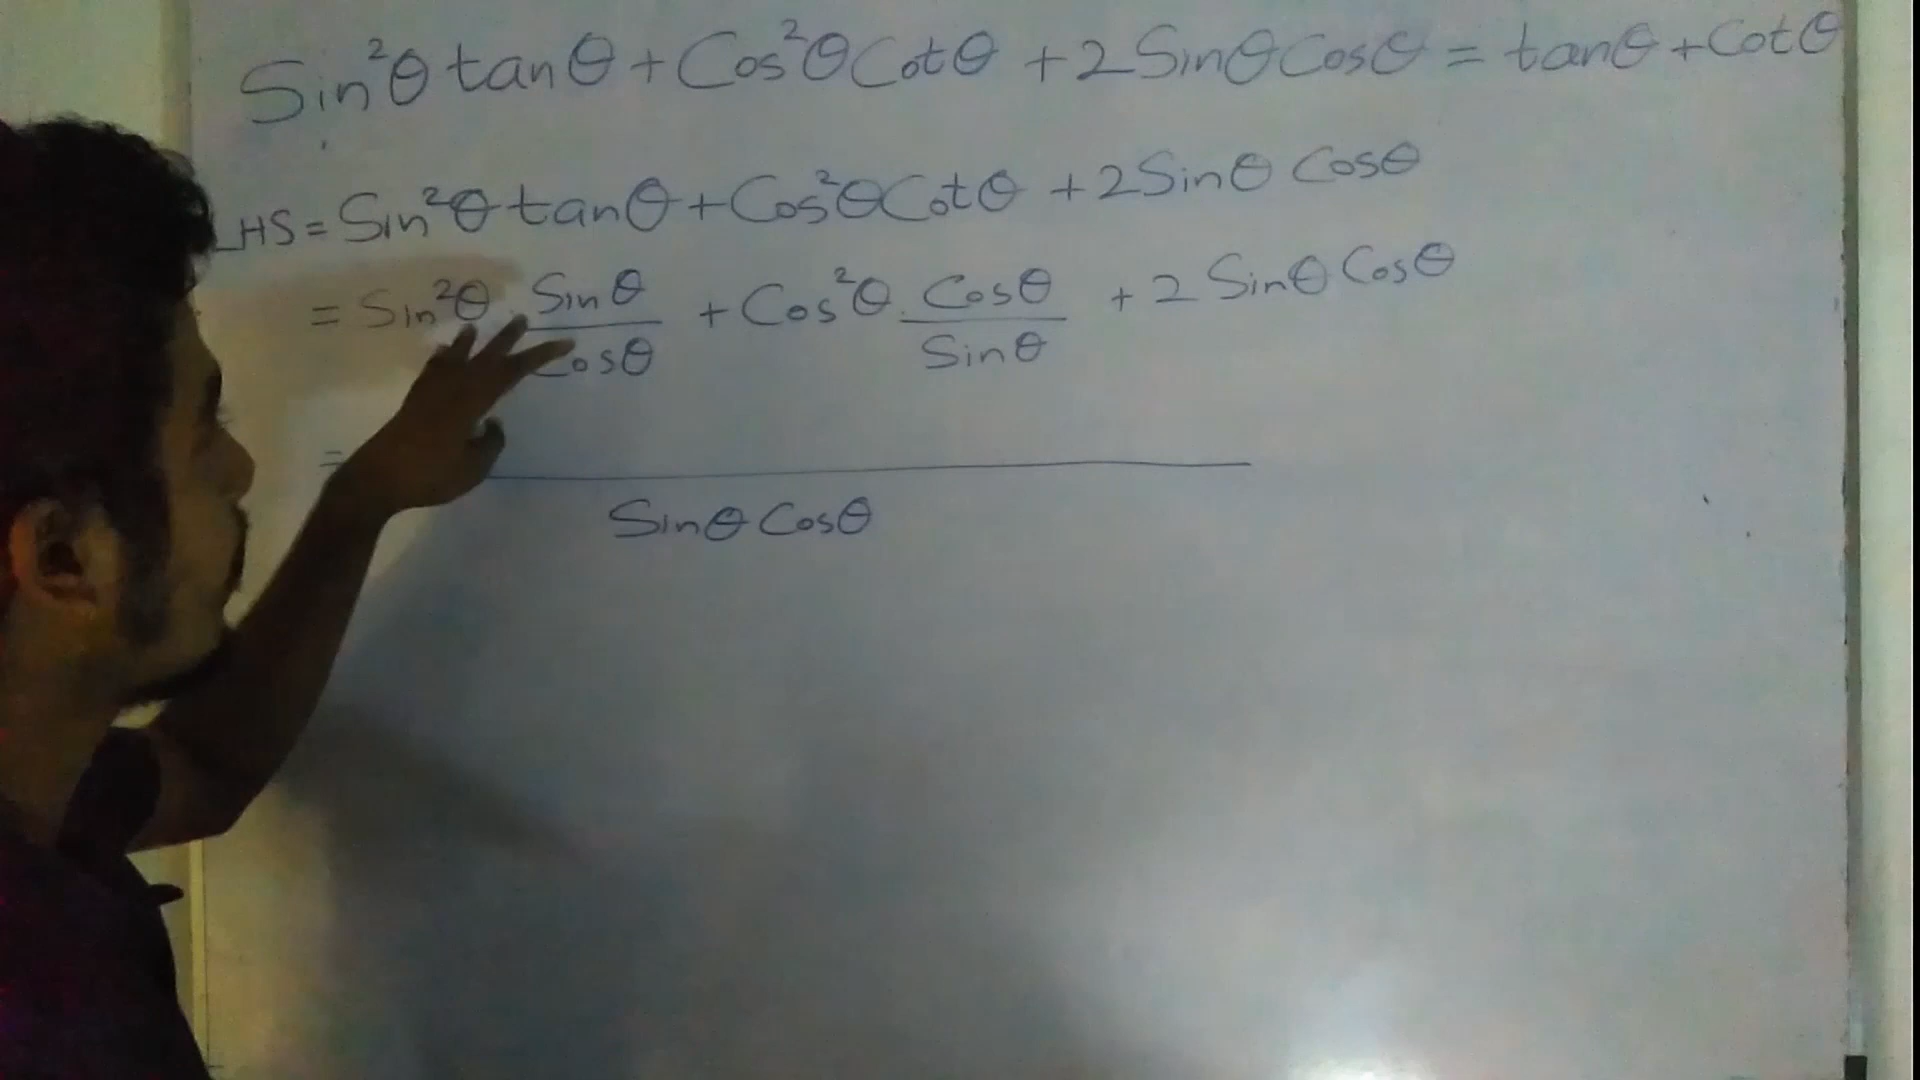 Sin²θ tanθ + Cos²θ Cotθ + 2 Sinθ Cosθ = tanθ + Cotθ
LHS = Sin²θ tanθ + Cos²θ Cotθ + 2 Sinθ Cosθ
= Sin²θ . Sinθ/Cosθ + Cos²θ . Cosθ/Sinθ + 2 Sinθ Cosθ
=
Sinθ Cosθ